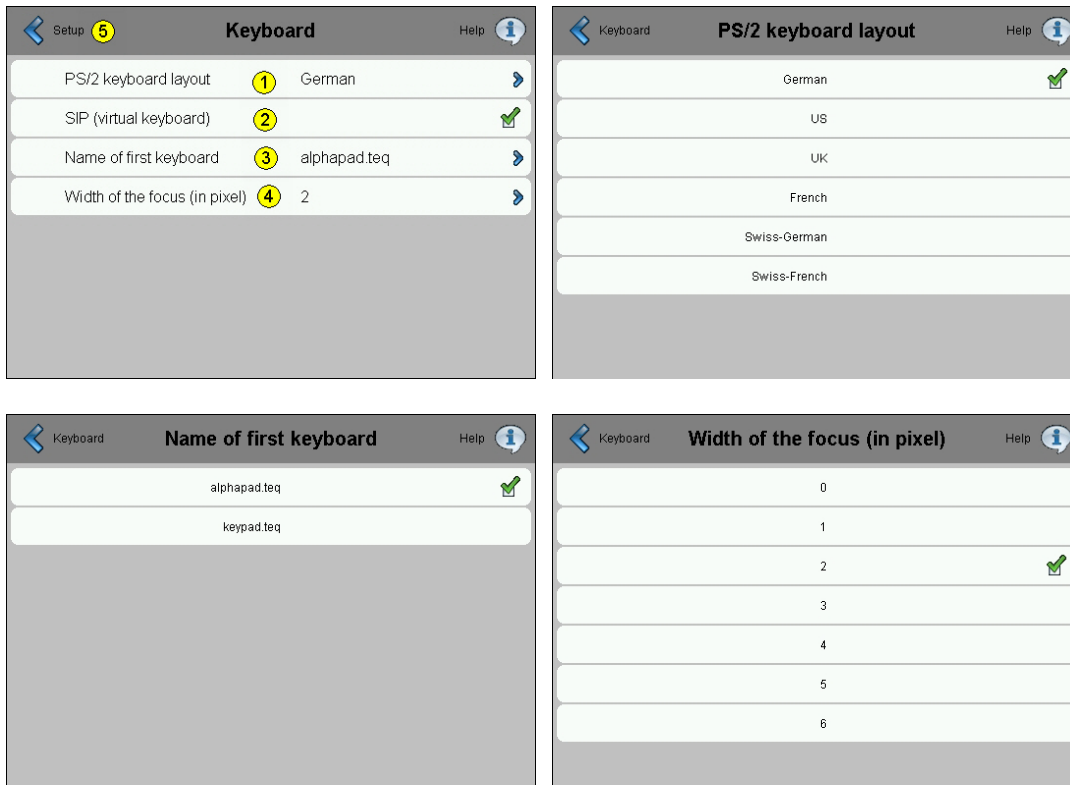 Setup 5 Keyboard Help
PS/2 keyboard layout 1 German
SIP (virtual keyboard) 2
Name of first keyboard 3 alphapad.teq
Width of the focus (in pixel) 4 2
Keyboard PS/2 keyboard layout Help
German
US
UK
French
Swiss-German
Swiss-French
Keyboard Name of first keyboard Help
alphapad.teq
keypad.teq
Keyboard Width of the focus (in pixel) Help
0
1
2
3
4
5
6